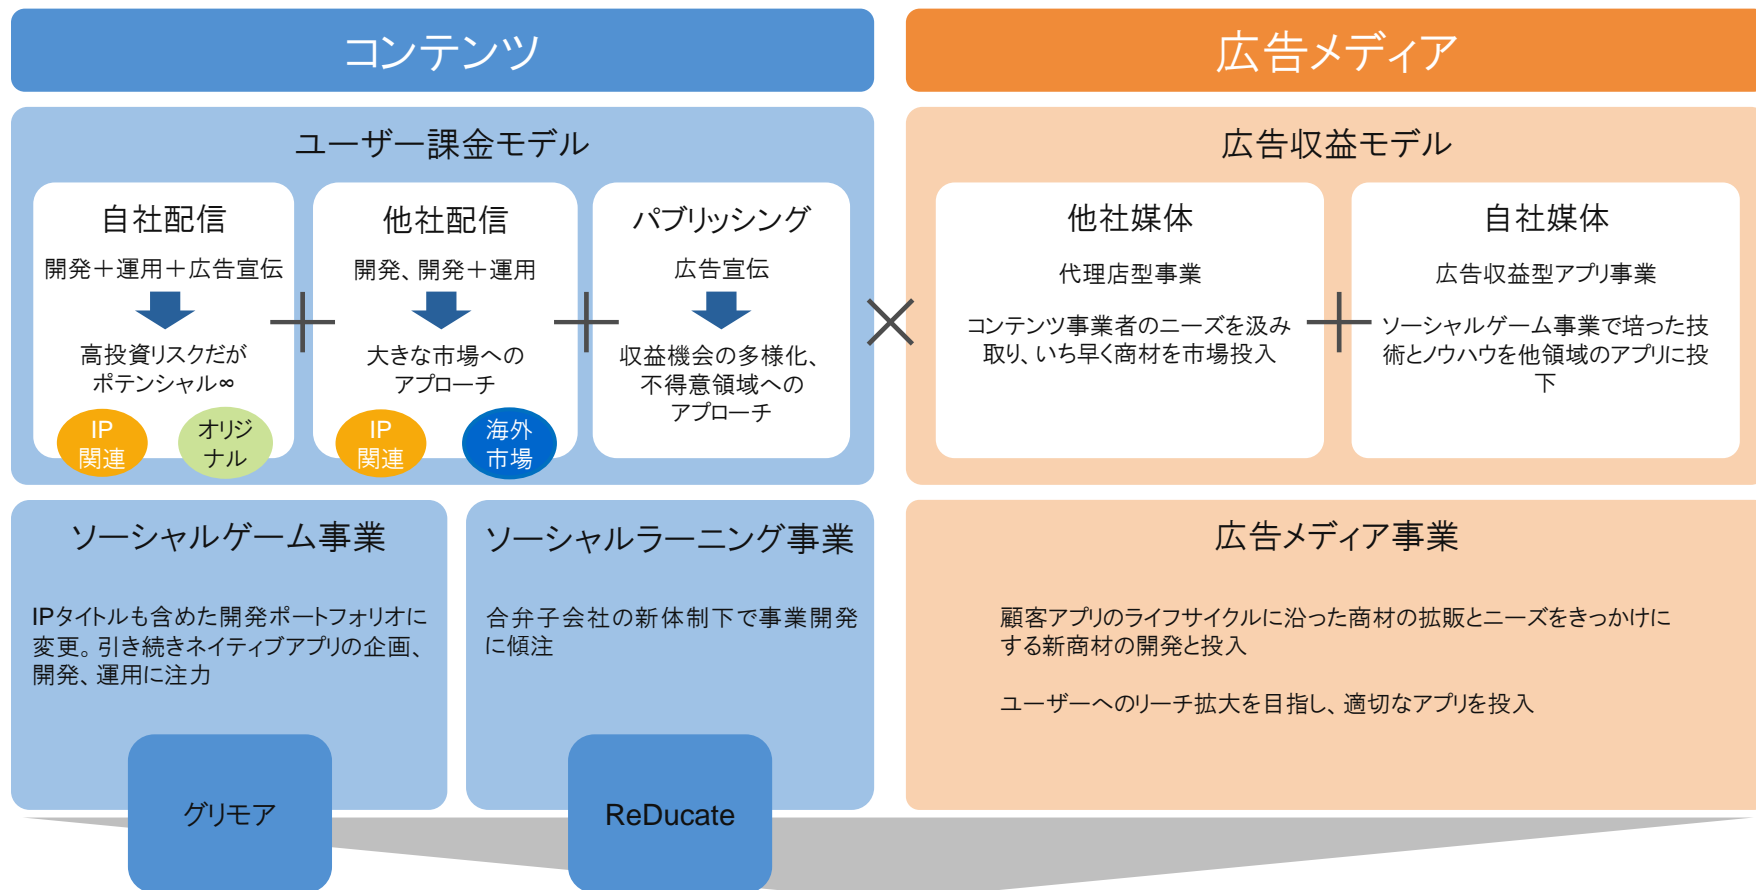 コンテンツ
広告メディア
ユーザー課金モデル
自社配信
開発＋運用＋広告宣伝
高投資リスクだが
ポテンシャル∞
IP
関連
オリジ
ナル
他社配信
開発、開発＋運用
大きな市場への
アプローチ
IP
関連
海外
市場
パブリッシング
広告宣伝
収益機会の多様化、
不得意領域への
アプローチ
広告収益モデル
他社媒体
代理店型事業
コンテンツ事業者のニーズを汲み
取り、いち早く商材を市場投入
自社媒体
広告収益型アプリ事業
ソーシャルゲーム事業で培った技
術とノウハウを他領域のアプリに投
下
ソーシャルゲーム事業
IPタイトルも含めた開発ポートフォリオに
変更。引き続きネイティブアプリの企画、
開発、運用に注力
グリモア
ソーシャルラーニング事業
合弁子会社の新体制下で事業開発
に傾注
ReDucate
広告メディア事業
顧客アプリのライフサイクルに沿った商材の拡販とニーズをきっかけに
する新商材の開発と投入
ユーザーへのリーチ拡大を目指し、適切なアプリを投入